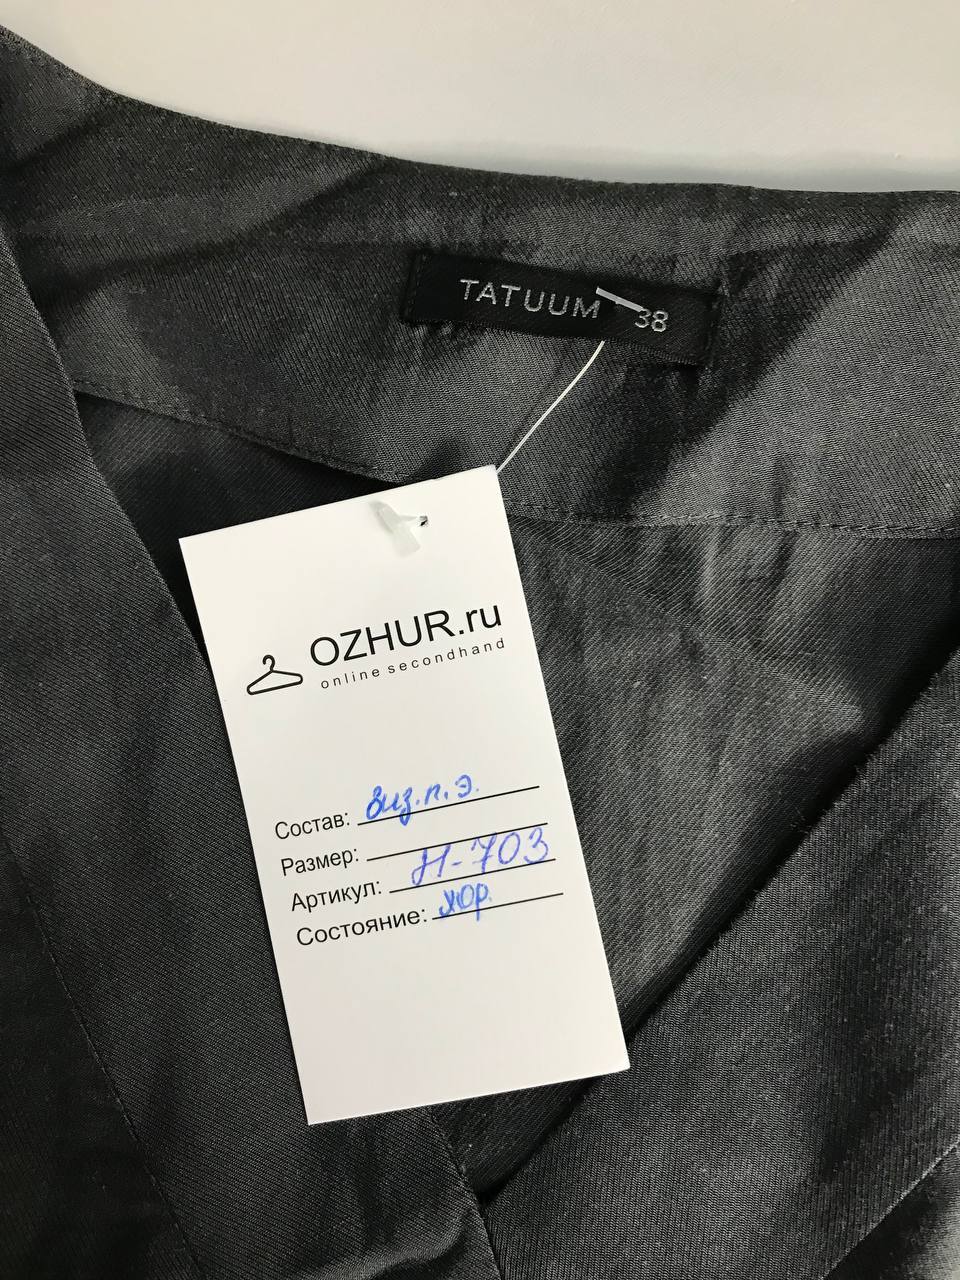 TATUUM 38
OZHUR.ru
online secondhand
Состав: виз.п.э.
Размер:
Артикул: Н-703
Состояние: хор.